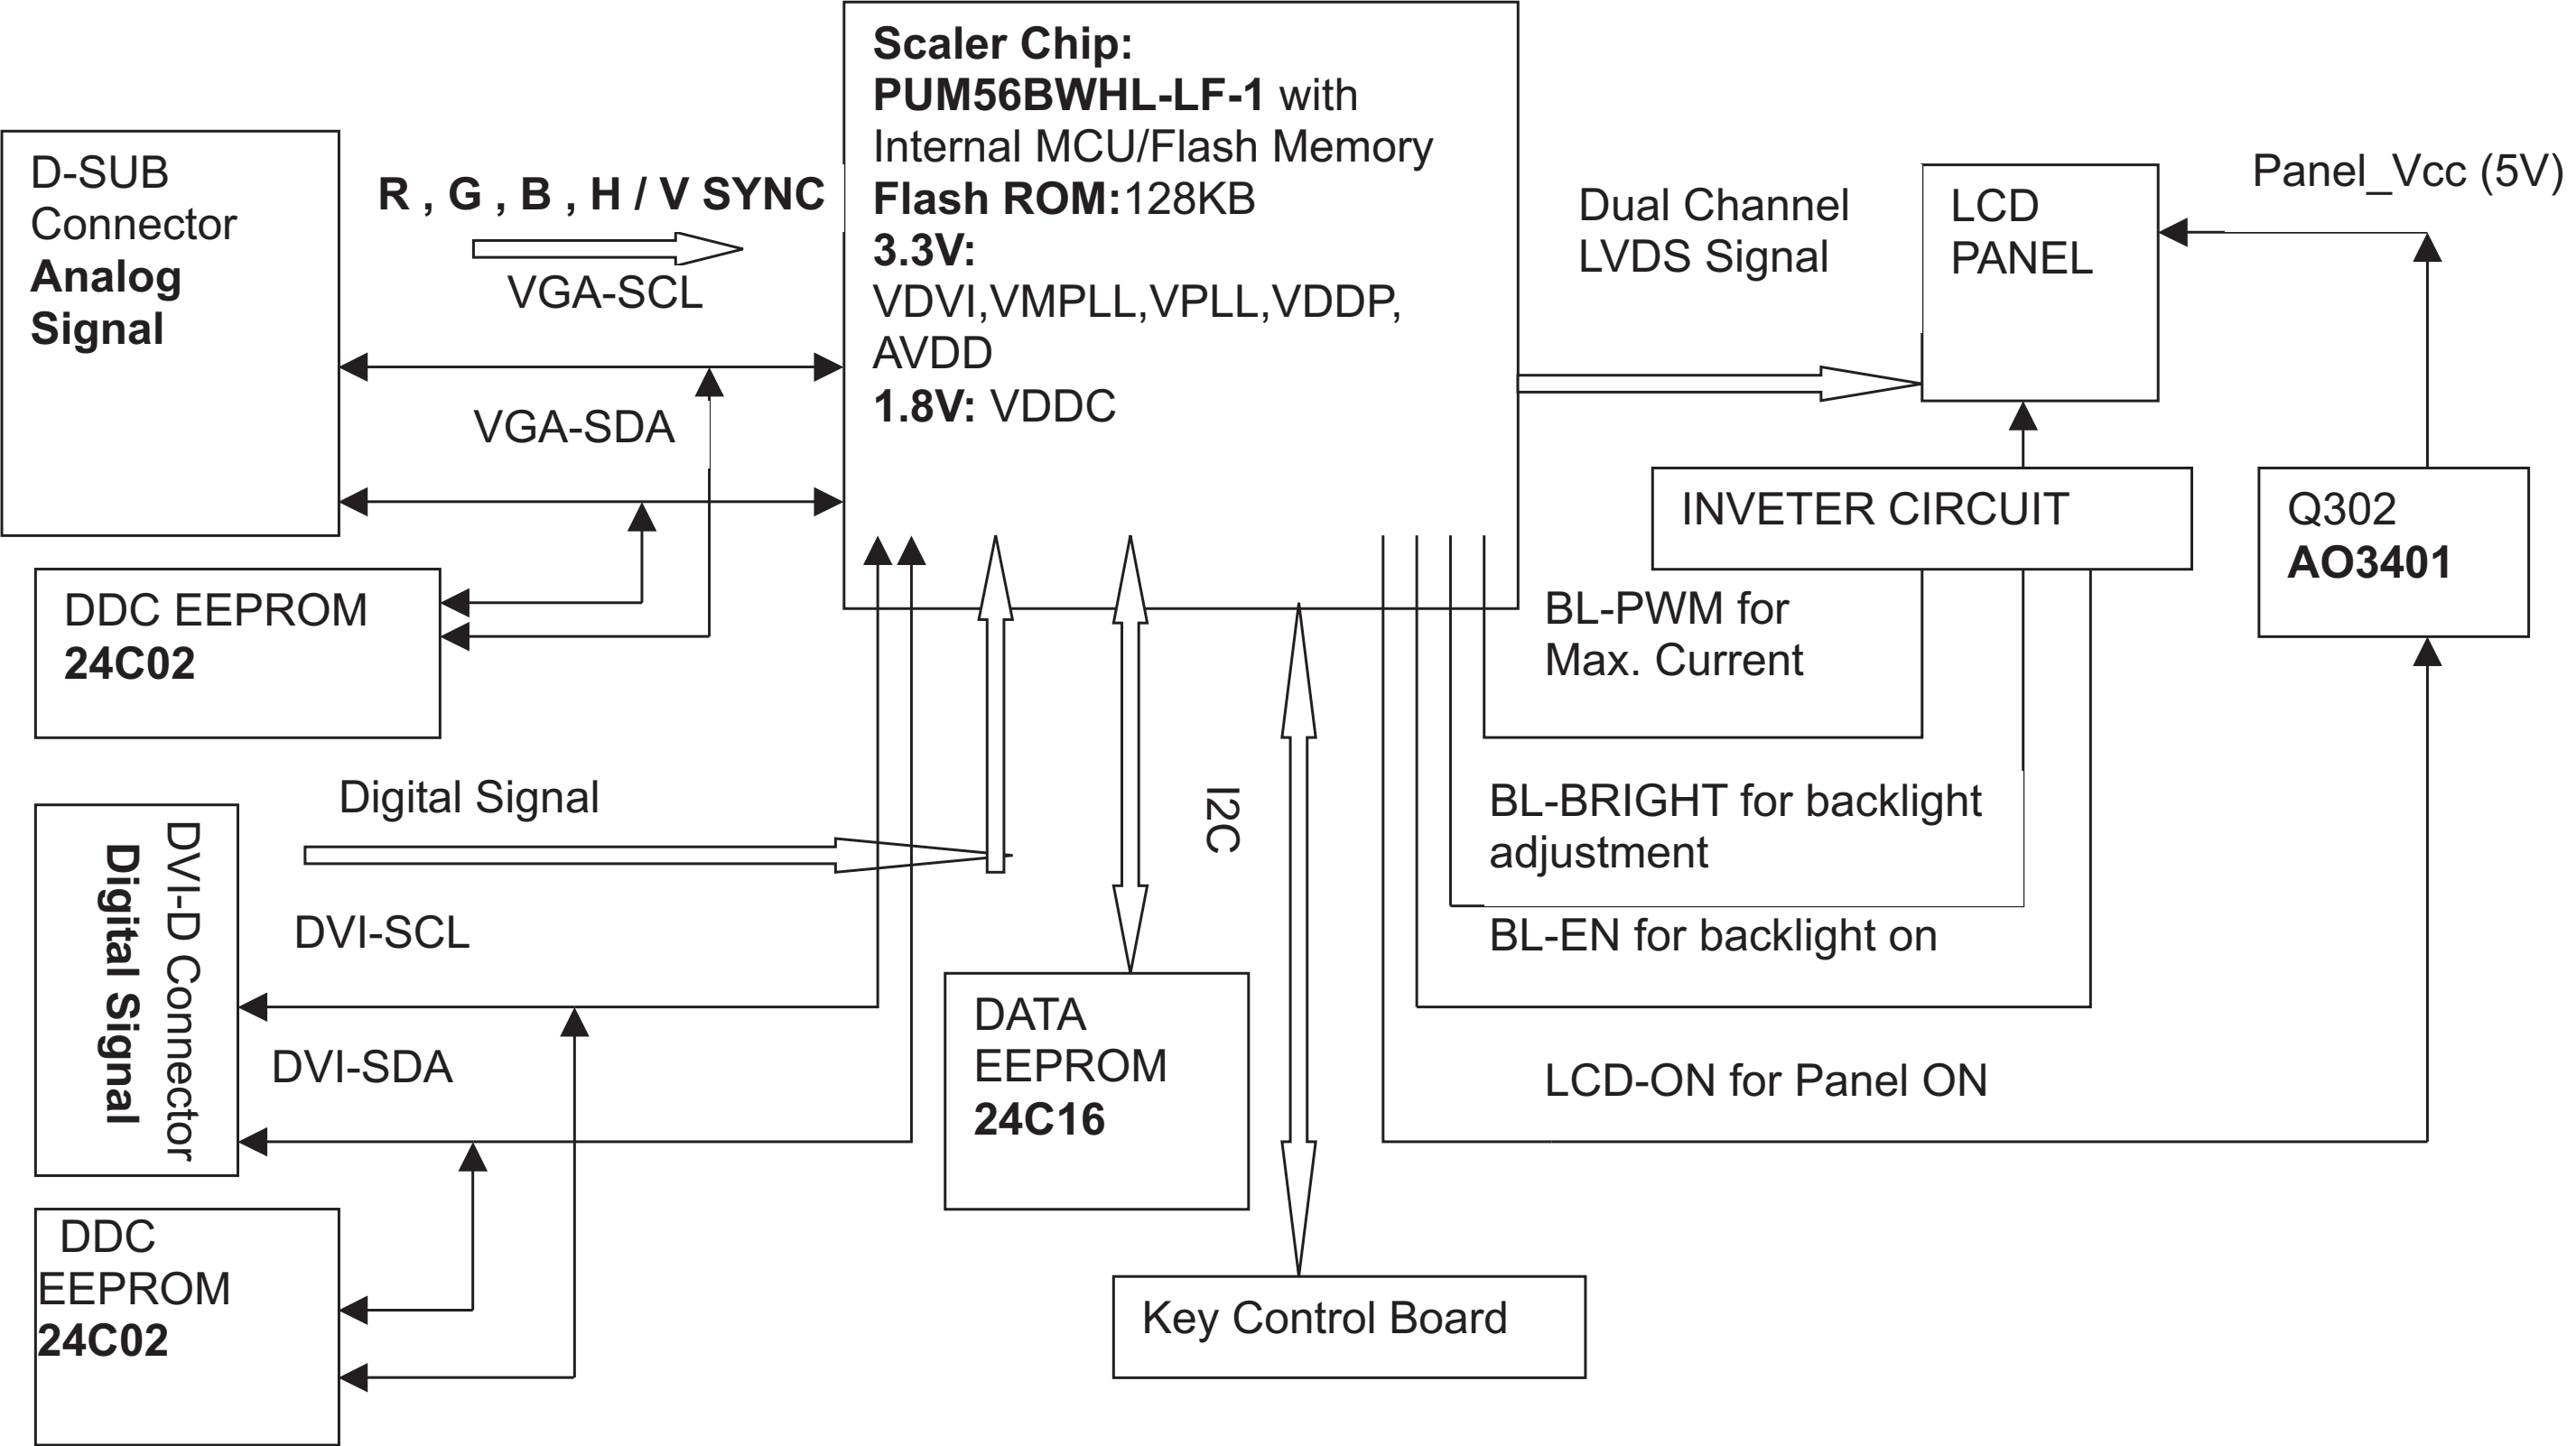 Scaler Chip:
PUM56BWHL-LF-1 with
Internal MCU/Flash Memory
Flash ROM:128KB
3.3V:
VDVI,VMPLL,VPLL,VDDP,
AVDD
1.8V: VDDC
D-SUB
Connector
Analog
Signal
R , G , B , H / V SYNC
VGA-SCL
VGA-SDA
Dual Channel
LVDS Signal
LCD
PANEL
Panel_Vcc (5V)
INVETER CIRCUIT
Q302
AO3401
DDC EEPROM
24C02
BL-PWM for
Max. Current
Digital Signal
I2C
BL-BRIGHT for backlight
adjustment
DVI-D Connector
Digital Signal
DVI-SCL
BL-EN for backlight on
DVI-SDA
DATA
EEPROM
24C16
LCD-ON for Panel ON
DDC
EEPROM
24C02
Key Control Board